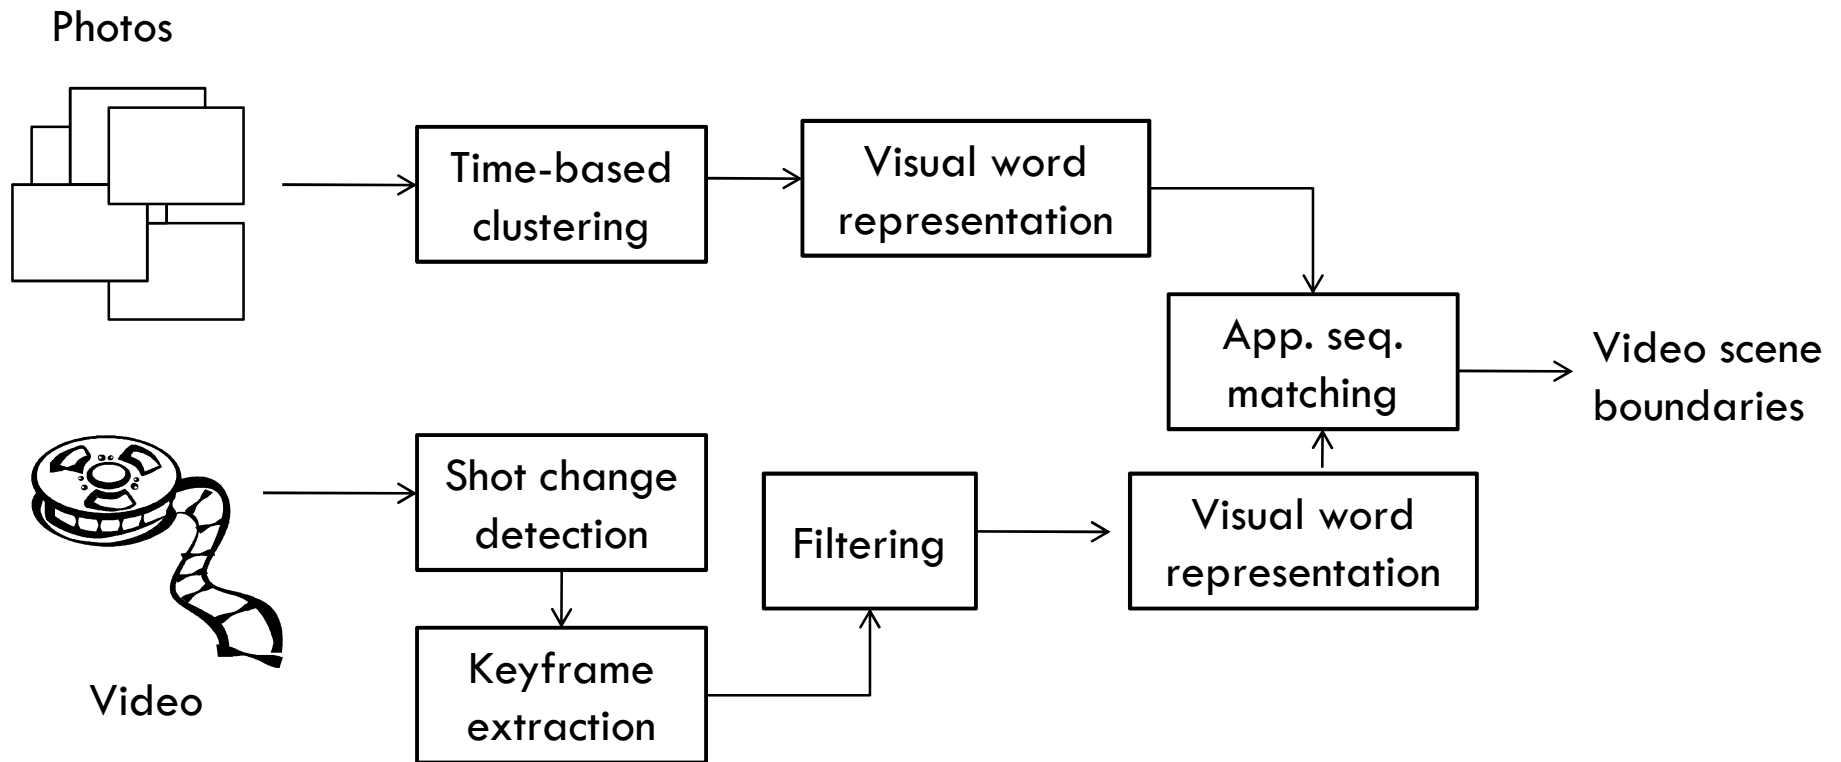 Photos
Time-based
clustering
Visual word
representation
App. seq.
matching
Video scene
boundaries
Shot change
detection
Filtering
Visual word
representation
Keyframe
extraction
Video